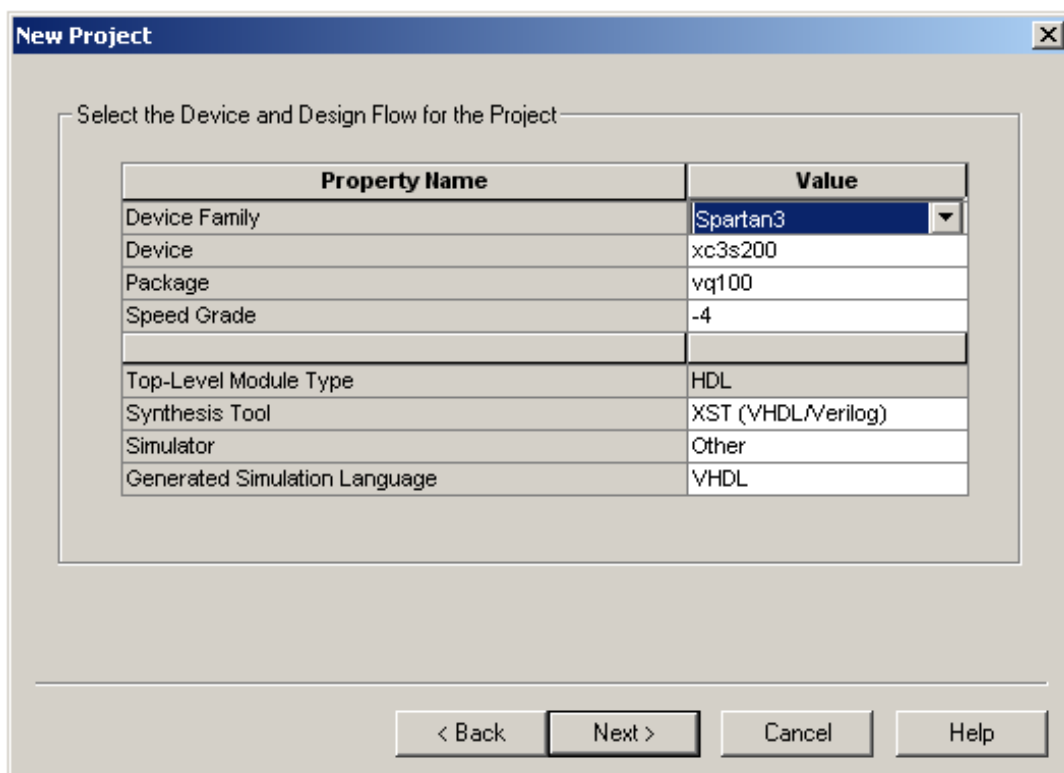 New Project
Select the Device and Design Flow for the Project
Property Name Value
Device Family Spartan3
Device xc3s200
Package vq100
Speed Grade -4
Top-Level Module Type HDL
Synthesis Tool XST (VHDL/Verilog)
Simulator Other
Generated Simulation Language VHDL
< Back Next > Cancel Help